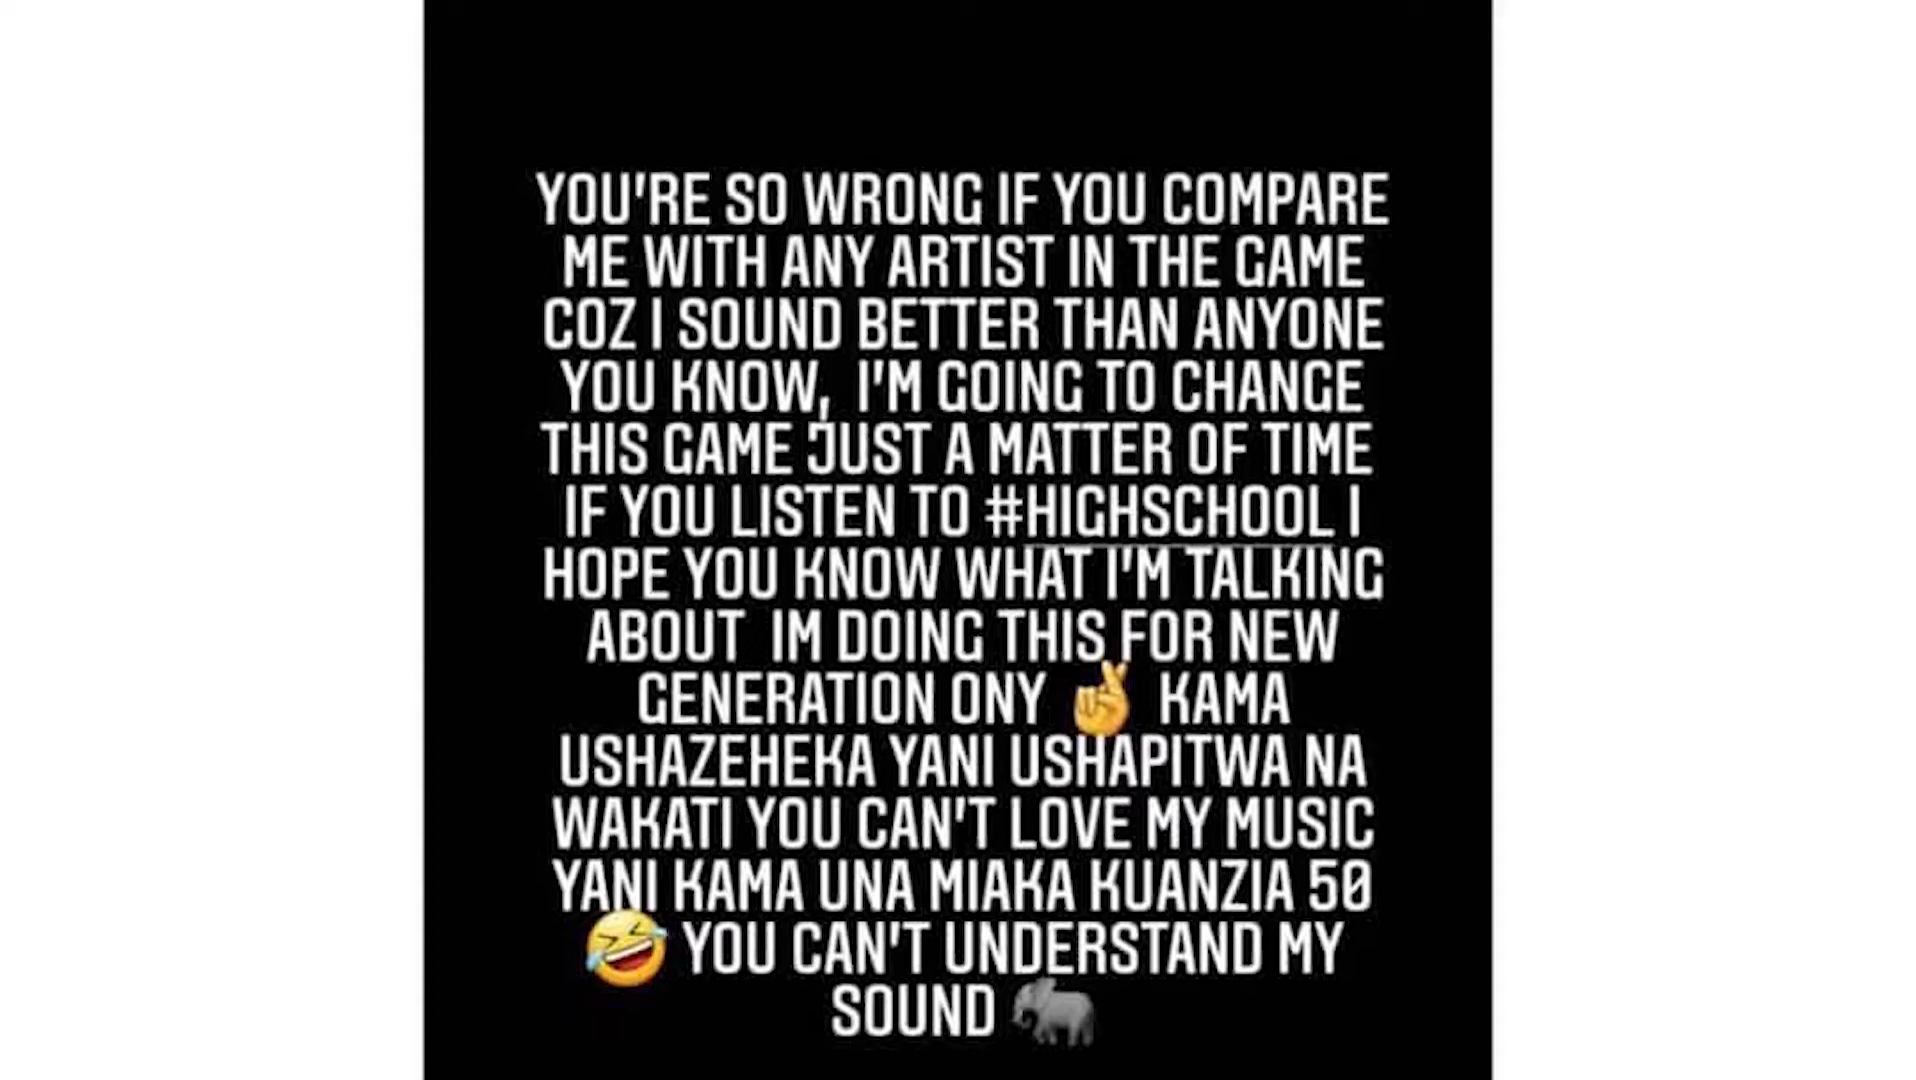 YOU'RE SO WRONG IF YOU COMPARE
ME WITH ANY ARTIST IN THE GAME
COZ I SOUND BETTER THAN ANYONE
YOU KNOW, I'M GOING TO CHANGE
THIS GAME JUST A MATTER OF TIME
IF YOU LISTEN TO #HIGHSCHOOL I
HOPE YOU KNOW WHAT I'M TALKING
ABOUT IM DOING THIS FOR NEW
GENERATION ONY 🤞 KAMA
USHAZEHEKA YANI USHAPITWA NA
WAKATI YOU CAN'T LOVE MY MUSIC
YANI KAMA UNA MIAKA KUANZIA 50
🤣 YOU CAN'T UNDERSTAND MY
SOUND 🐘